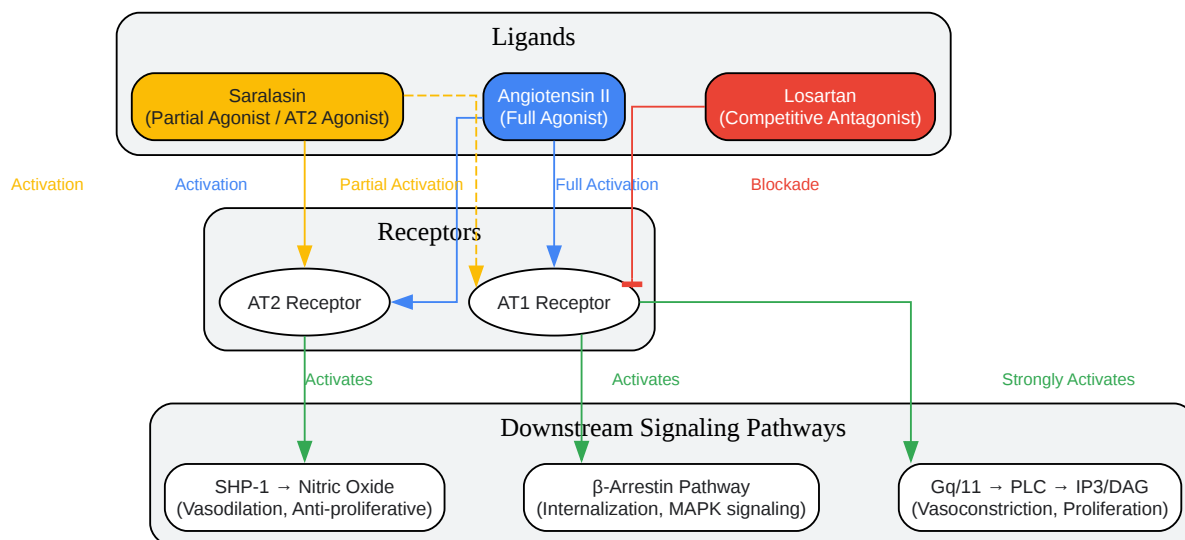 Ligands
Saralasin
(Partial Agonist / AT2 Agonist)
Angiotensin II
(Full Agonist)
Losartan
(Competitive Antagonist)
Activation
Activation
Partial Activation
Full Activation
Blockade
Receptors
AT2 Receptor
AT1 Receptor
Activates
Activates
Strongly Activates
Downstream Signaling Pathways
SHP-1 → Nitric Oxide
(Vasodilation, Anti-proliferative)
β-Arrestin Pathway
(Internalization, MAPK signaling)
Gq/11 → PLC → IP3/DAG
(Vasoconstriction, Proliferation)